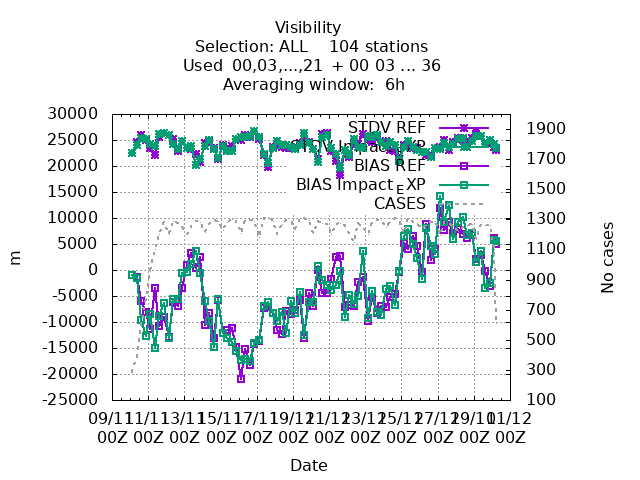 Visibility
Selection: ALL    104 stations
Used  00,03,...,21  + 00 03 ... 36
Averaging window:  6h
30000
25000
20000
15000
10000
5000
0
-5000
-10000
-15000
-20000
-25000
m
STDV REF
STDV Impact_EXP
BIAS REF
BIAS Impact_EXP
CASES
1900
1700
1500
1300
1100
900
700
500
300
100
No cases
09/11 11/11 13/11 15/11 17/11 19/11 21/11 23/11 25/11 27/11 29/11 01/12
00Z 00Z 00Z 00Z 00Z 00Z 00Z 00Z 00Z 00Z 00Z 00Z
Date